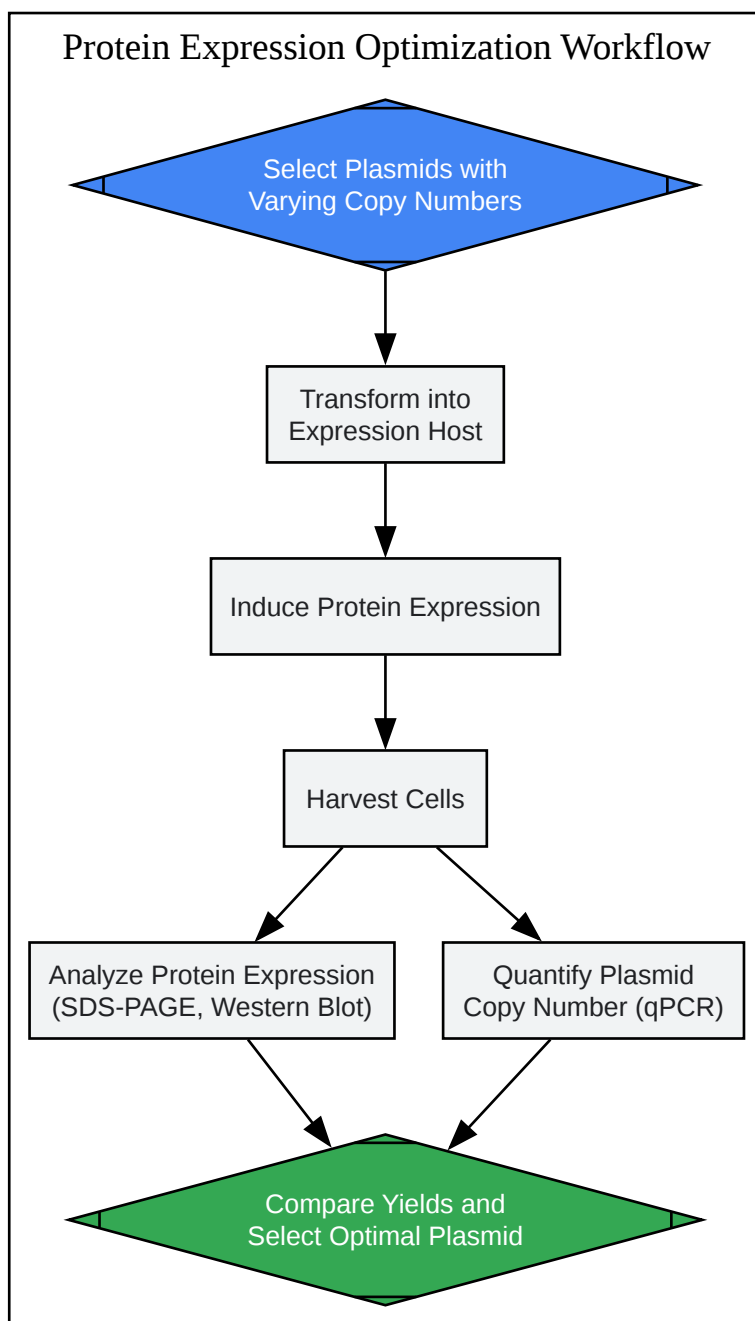 Protein Expression Optimization Workflow
Select Plasmids with
Varying Copy Numbers
Transform into
Expression Host
Induce Protein Expression
Harvest Cells
Analyze Protein Expression
(SDS-PAGE, Western Blot)
Quantify Plasmid
Copy Number (qPCR)
Compare Yields and
Select Optimal Plasmid